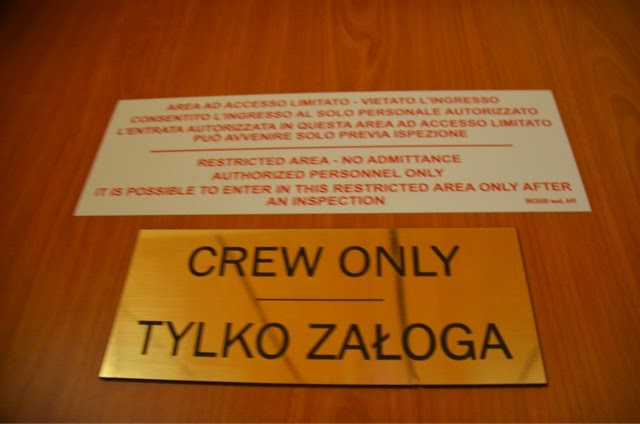 AREA AD ACCESSO LIMITATO - VIETATO L'INGRESSO
CONSENTITO L'INGRESSO AL SOLO PERSONALE AUTORIZZATO
L'ENTRATA AUTORIZZATA IN QUESTA AREA AD ACCESSO LIMITATO
PUÒ AVVENIRE SOLO PREVIA ISPEZIONE
RESTRICTED AREA - NO ADMITTANCE
AUTHORIZED PERSONNEL ONLY
IT IS POSSIBLE TO ENTER IN THIS RESTRICTED AREA ONLY AFTER
AN INSPECTION
CREW ONLY
TYLKO ZAŁOGA